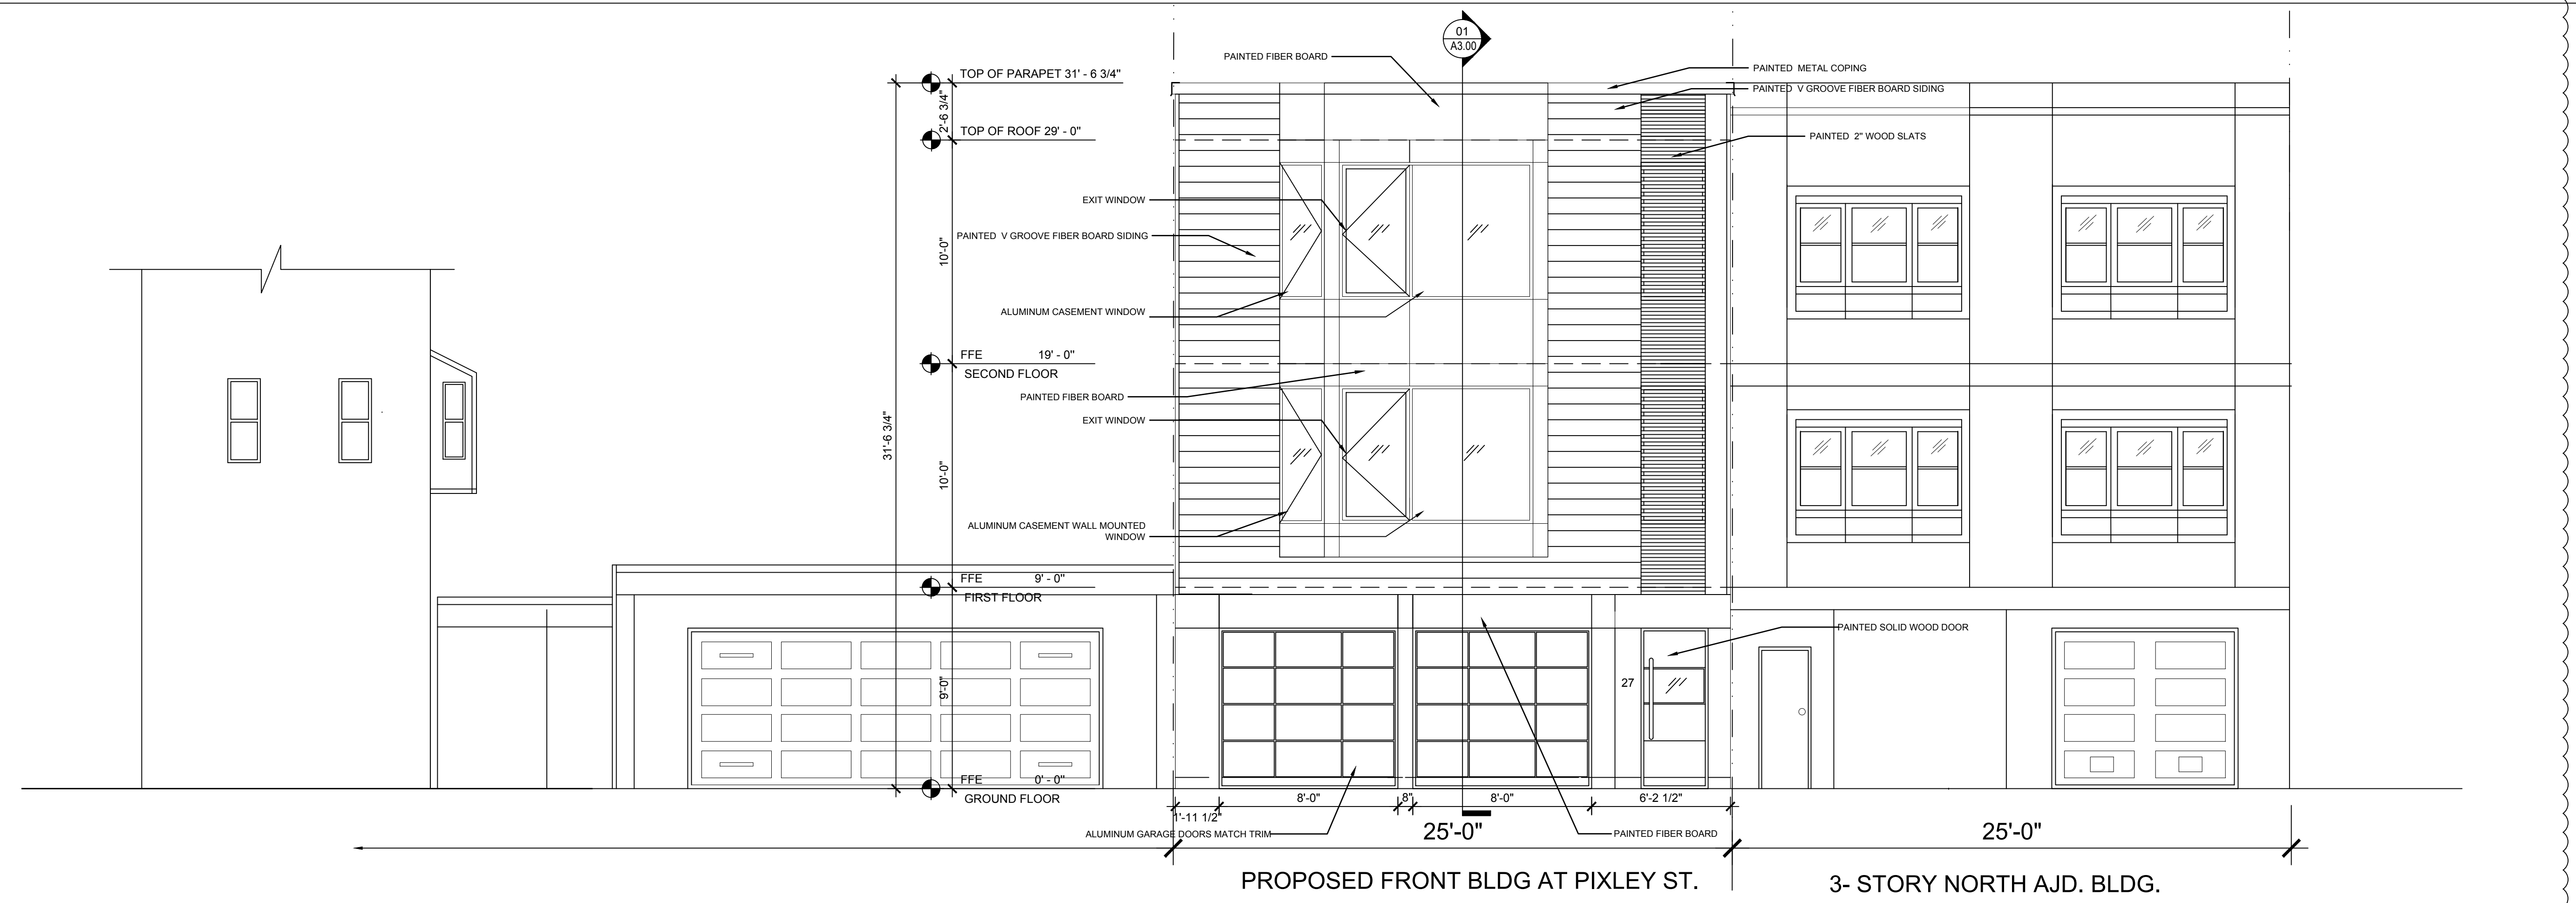 01
A3.00
PAINTED FIBER BOARD
PAINTED METAL COPING
TOP OF PARAPET 31' - 6 3/4"
PAINTED V GROOVE FIBER BOARD SIDING
2'-6 3/4"
TOP OF ROOF 29' - 0"
PAINTED 2" WOOD SLATS
EXIT WINDOW
PAINTED V GROOVE FIBER BOARD SIDING
10'-0"
ALUMINUM CASEMENT WINDOW
FFE 19' - 0"
SECOND FLOOR
PAINTED FIBER BOARD
EXIT WINDOW
31'-6 3/4"
10'-0"
ALUMINUM CASEMENT WALL MOUNTED
WINDOW
FFE 9' - 0"
FIRST FLOOR
PAINTED SOLID WOOD DOOR
27
9'-0"
FFE 0' - 0"
GROUND FLOOR
1'-11 1/2"
8'-0"
8"
8'-0"
6'-2 1/2"
ALUMINUM GARAGE DOORS MATCH TRIM
PAINTED FIBER BOARD
25'-0"
25'-0"
PROPOSED FRONT BLDG AT PIXLEY ST.
3- STORY NORTH AJD. BLDG.